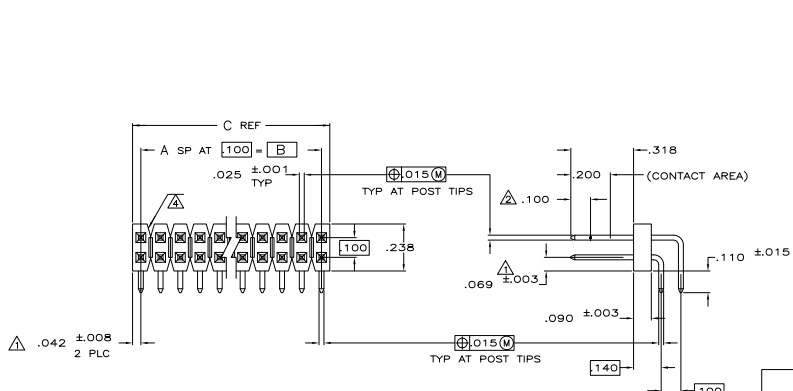 C REF
A SP AT .100 = B
.025 ±.001
TYP
⌖ .015 Ⓜ
TYP AT POST TIPS
.318
.200 (CONTACT AREA)
2 .100
4
.100
.238
1
.069 ±.003
.110 ±.015
.090 ±.003
1 .042 ±.008
2 PLC
⌖ .015 Ⓜ
TYP AT POST TIPS
.140